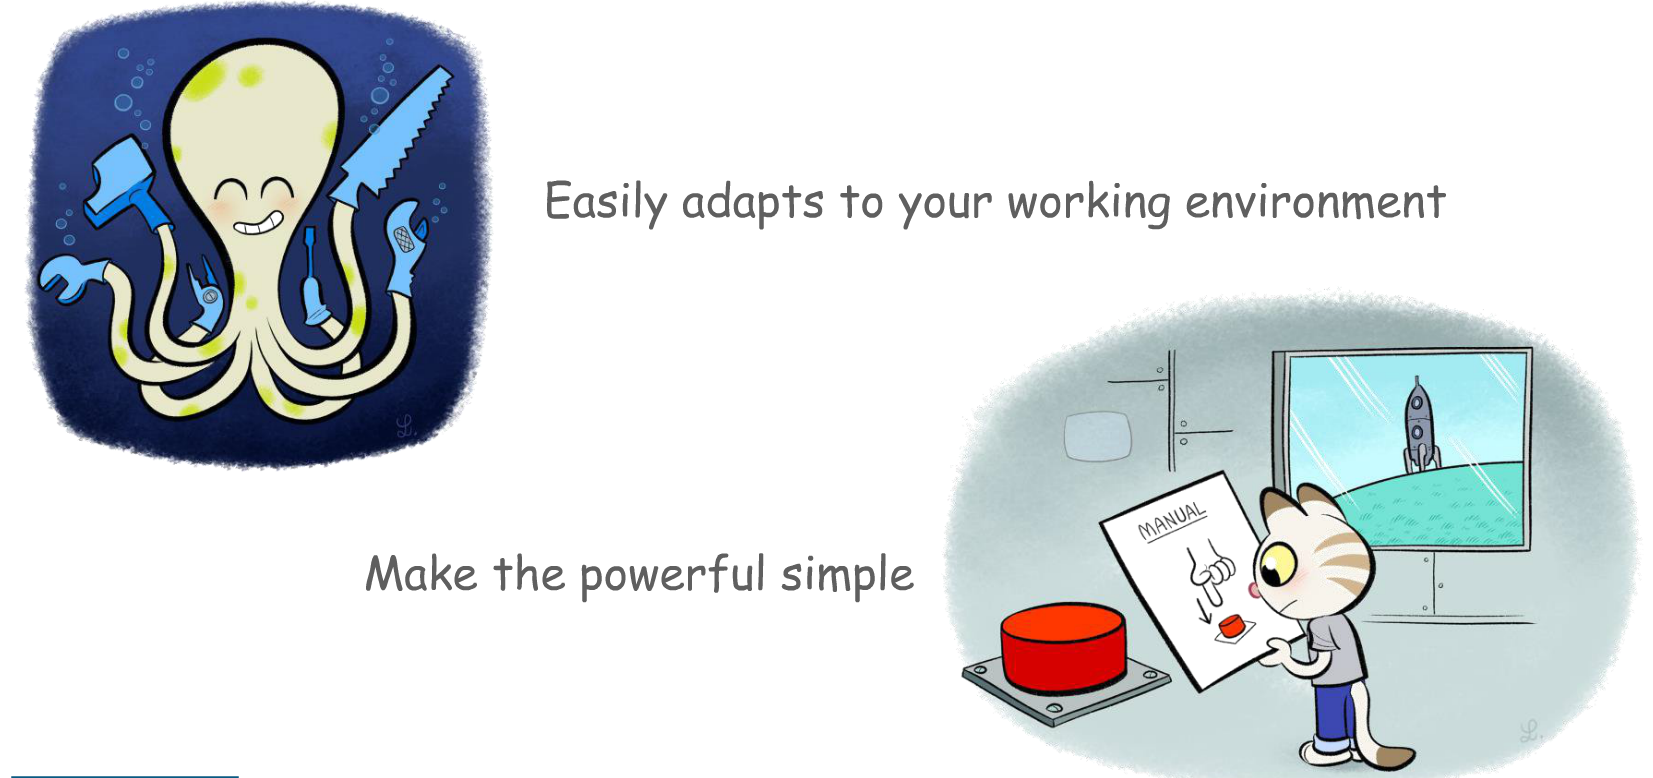 Easily adapts to your working environment
Make the powerful simple
MANUAL